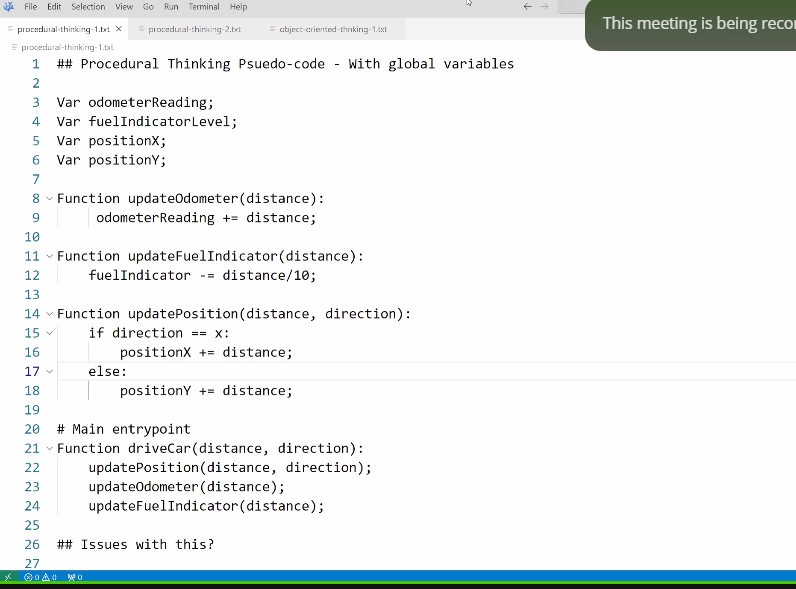 File Edit Selection View Go Run Terminal Help
This meeting is being recor
procedural-thinking-1.txt procedural-thinking-2.txt object-oriented-thnking-1.txt
procedural-thinking-1.txt
1 ## Procedural Thinking Psuedo-code - With global variables
2
3 Var odometerReading;
4 Var fuelIndicatorLevel;
5 Var positionX;
6 Var positionY;
7
8 Function updateOdometer(distance):
9 odometerReading += distance;
10
11 Function updateFuelIndicator(distance):
12 fuelIndicator -= distance/10;
13
14 Function updatePosition(distance, direction):
15 if direction == x:
16 positionX += distance;
17 else:
18 positionY += distance;
19
20 # Main entrypoint
21 Function driveCar(distance, direction):
22 updatePosition(distance, direction);
23 updateOdometer(distance);
24 updateFuelIndicator(distance);
25
26 ## Issues with this?
27
0 0 0